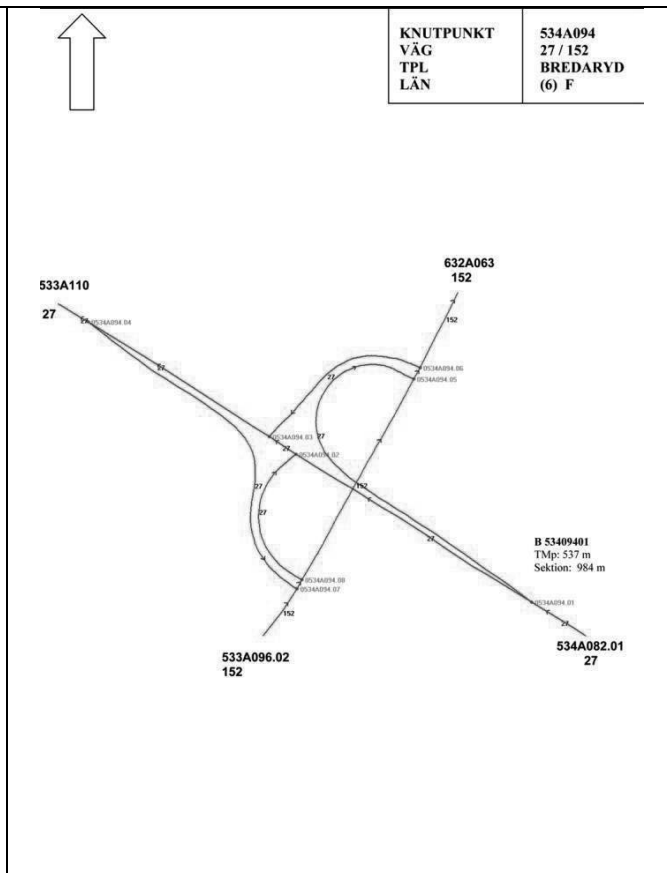 KNUTPUNKT 534A094
VÄG 27 / 152
TPL BREDARYD
LÄN (6) F
632A063
152
152
533A110
27
27
0534A094.04
27
0534A094.06
0534A094.05
27
27
0534A094.03
27
0534A094.02
152
27
27
27
B 53409401
TMp: 537 m
Sektion: 984 m
0534A094.08
0534A094.07
0534A094.01
152
27
533A096.02
152
534A082.01
27